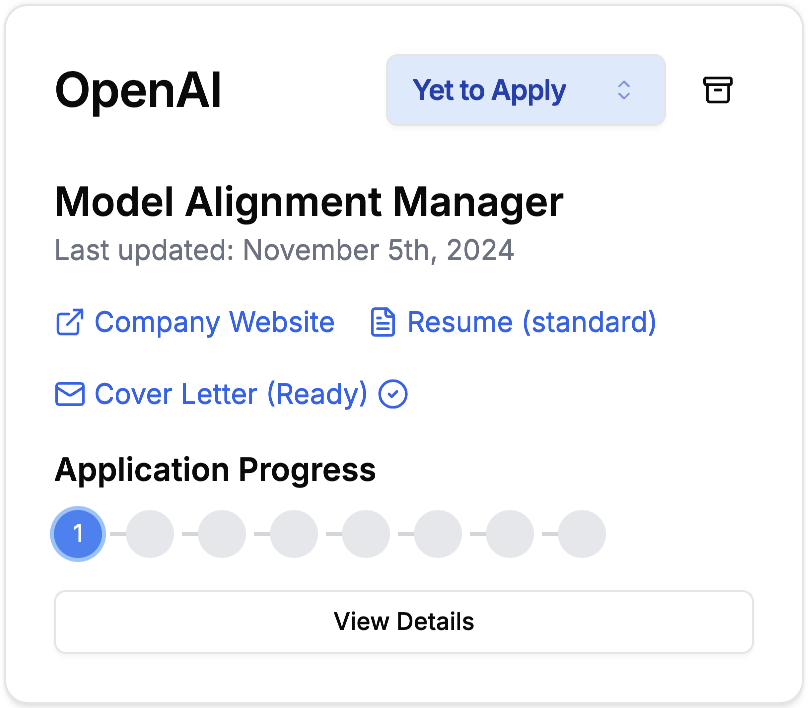 OpenAI
Yet to Apply
Model Alignment Manager
Last updated: November 5th, 2024
Company Website
Resume (standard)
Cover Letter (Ready)
Application Progress
1
View Details